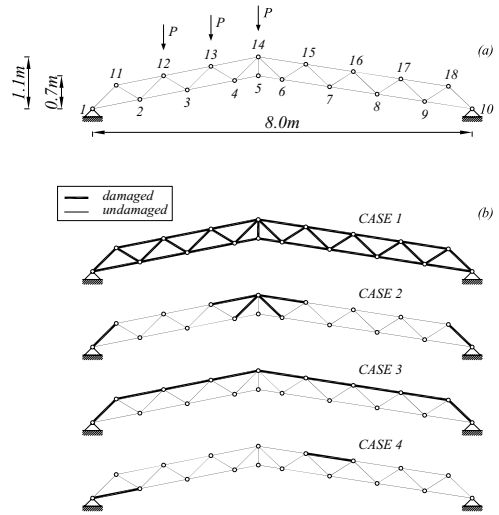 P
P
P
14
(a)
13
15
12
16
11
17
18
1.1m
0.7m
1
2
3
4
5
6
7
8
9
10
8.0m
damaged
undamaged
(b)
CASE 1
CASE 2
CASE 3
CASE 4